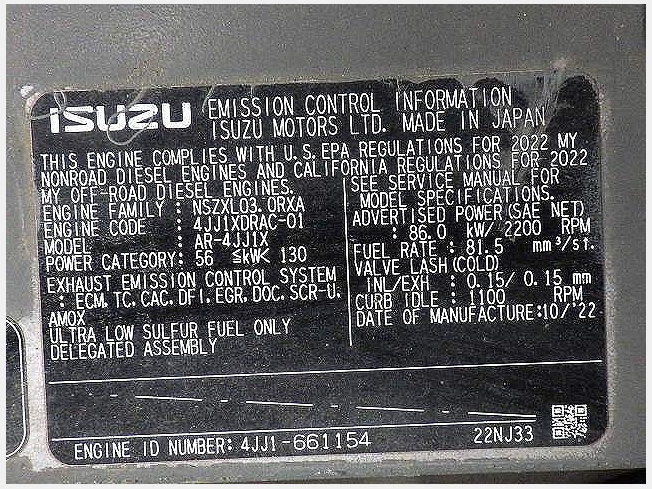 ISUZU EMISSION CONTROL INFORMATION
ISUZU MOTORS LTD. MADE IN JAPAN
THIS ENGINE COMPLIES WITH U.S.EPA REGULATIONS FOR 2022 MY
NONROAD DIESEL ENGINES AND CALIFORNIA REGULATIONS FOR 2022
MY OFF-ROAD DIESEL ENGINES.
ENGINE FAMILY : NSZXL03.0RXA
ENGINE CODE : 4JJ1XDRAC-01
MODEL : AR-4JJ1X
POWER CATEGORY: 56 ≦kW< 130
EXHAUST EMISSION CONTROL SYSTEM
: ECM, TC, CAC, DFI, EGR, DOC, SCR-U,
AMOX
ULTRA LOW SULFUR FUEL ONLY
DELEGATED ASSEMBLY
SEE SERVICE MANUAL FOR
MODEL SPECIFICATIONS.
ADVERTISED POWER(SAE NET)
: 86.0 kW/ 2200 RPM
FUEL RATE : 81.5 mm³/st.
VALVE LASH(COLD)
INL/EXH : 0.15/ 0.15 mm
CURB IDLE : 1100 RPM
DATE OF MANUFACTURE:10/'22
ENGINE ID NUMBER: 4JJ1-661154
22NJ33